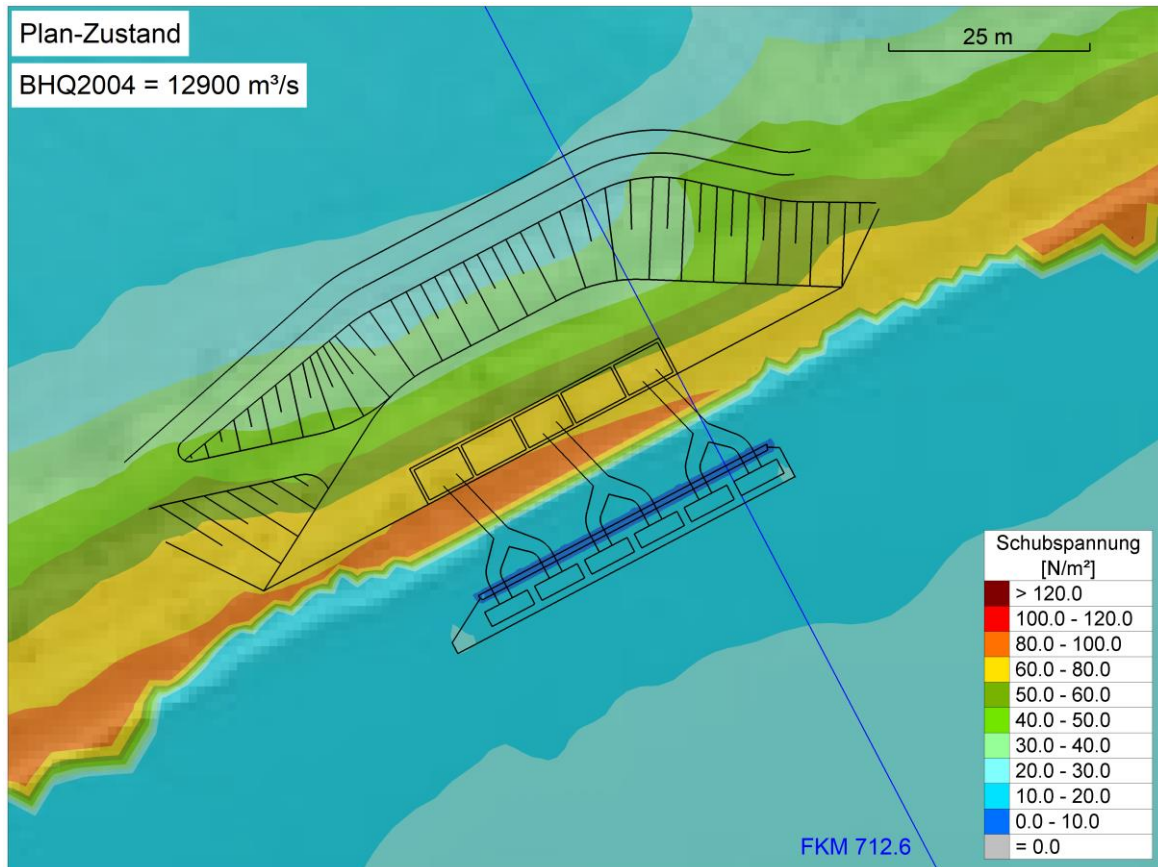 Plan-Zustand
BHQ2004 = 12900 m³/s
25 m
Schubspannung
[N/m²]
> 120.0
100.0 - 120.0
80.0 - 100.0
60.0 - 80.0
50.0 - 60.0
40.0 - 50.0
30.0 - 40.0
20.0 - 30.0
10.0 - 20.0
0.0 - 10.0
= 0.0
FKM 712.6